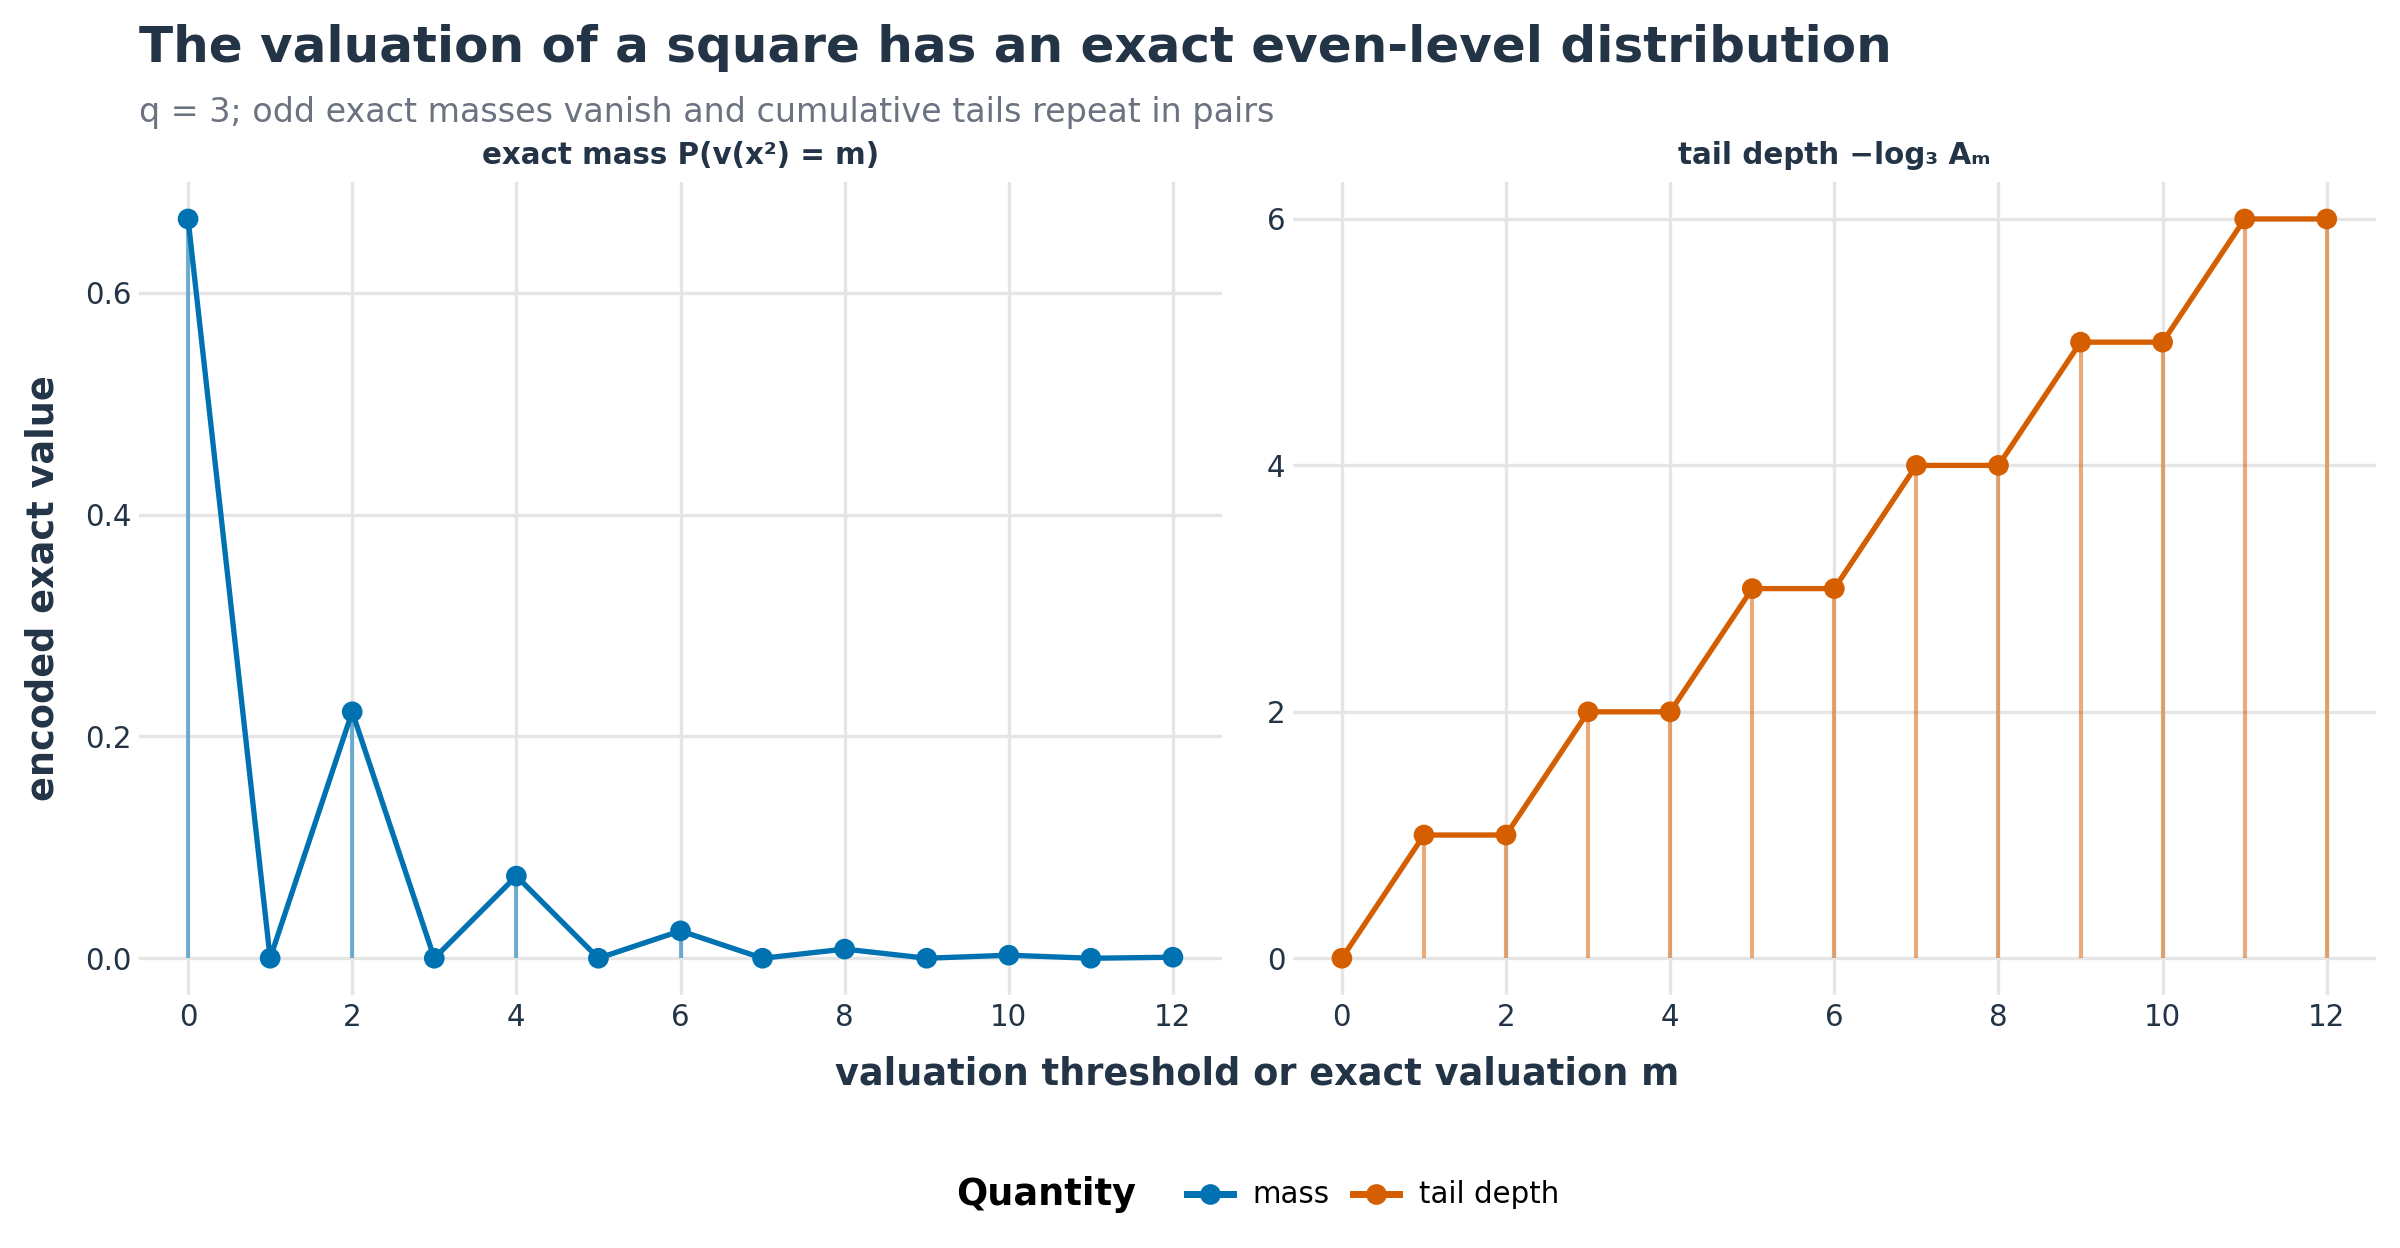 The valuation of a square has an exact even-level distribution
q = 3; odd exact masses vanish and cumulative tails repeat in pairs
exact mass P(v(x²) = m)
tail depth −log₃ Aₘ
encoded exact value
0.6
0.4
0.2
0.0
6
4
2
0
0 2 4 6 8 10 12
0 2 4 6 8 10 12
valuation threshold or exact valuation m
Quantity mass tail depth